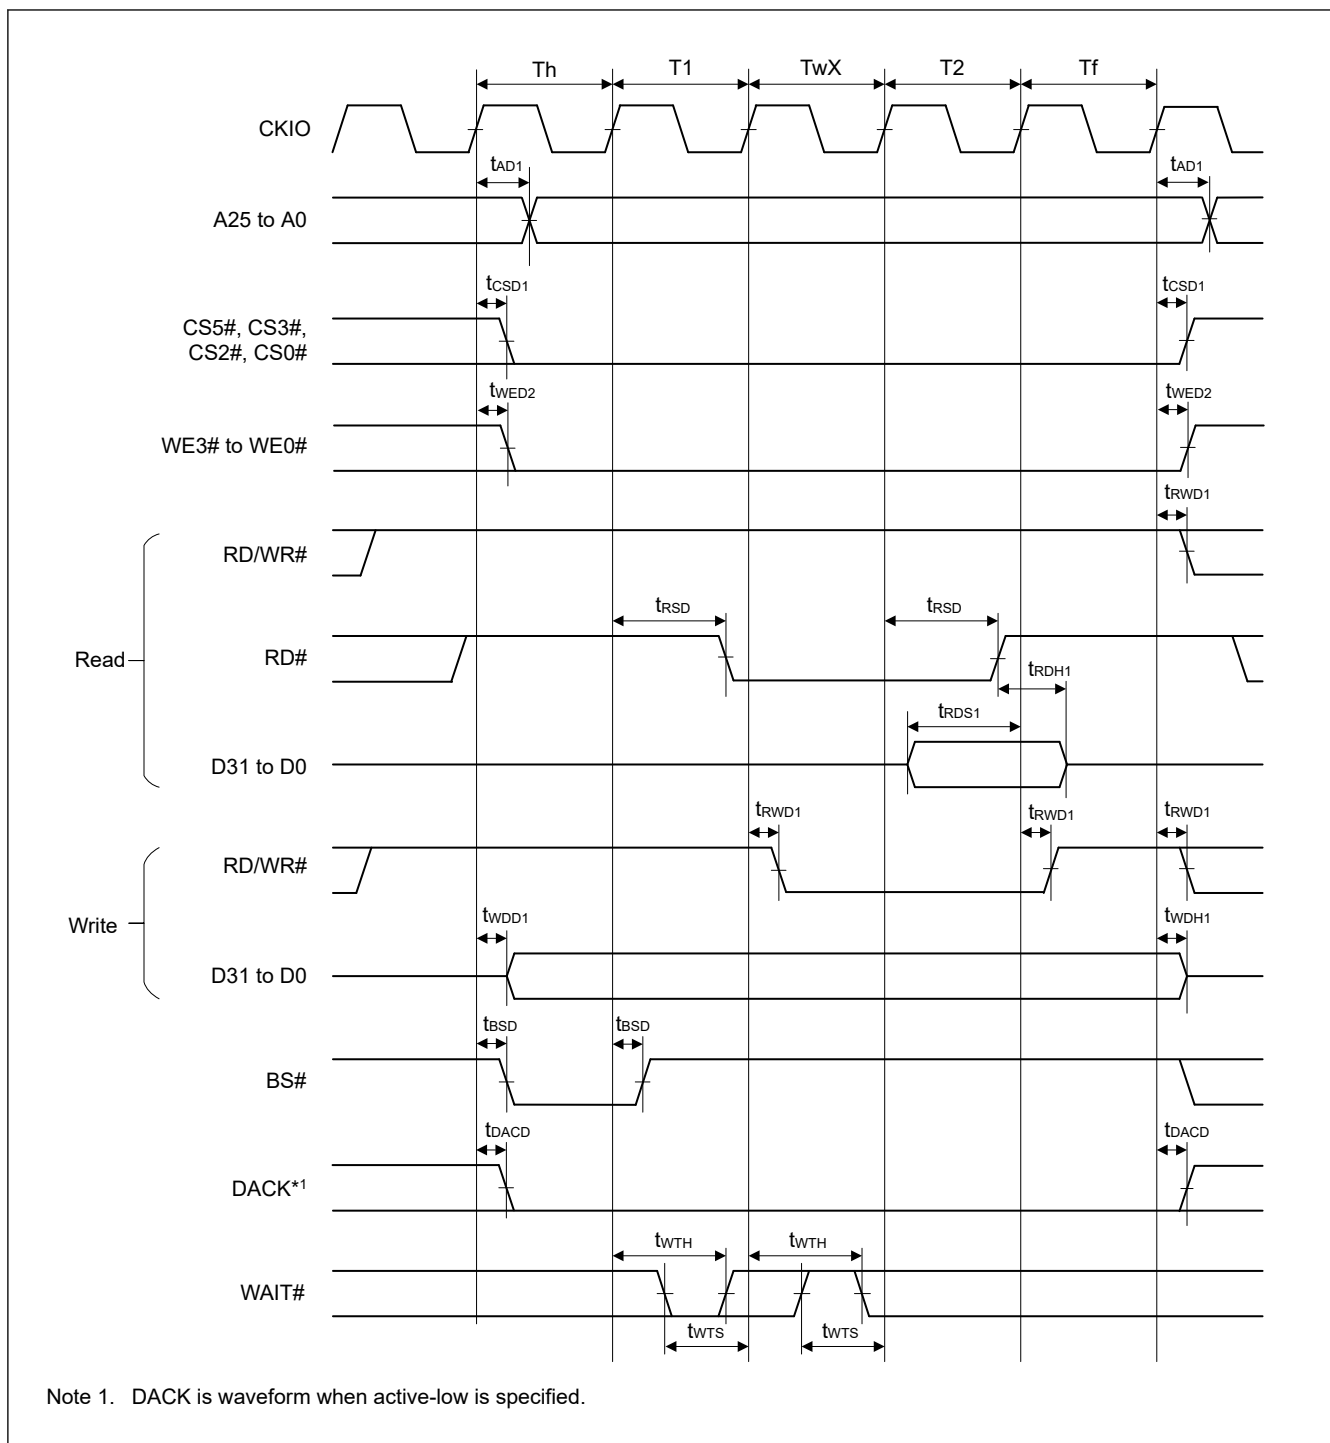 Th T1 TwX T2 Tf
CKIO
tAD1 tAD1
A25 to A0
tCSD1 tCSD1
CS5#, CS3#,
CS2#, CS0#
tWED2 tWED2
WE3# to WE0#
tRWD1
RD/WR#
tRSD tRSD
Read
RD#
tRDH1
tRDS1
D31 to D0
tRWD1 tRWD1 tRWD1
RD/WR#
Write
tWDD1 tWDH1
D31 to D0
tBSD tBSD
BS#
tDACD tDACD
DACK*1
tWTH tWTH
WAIT#
tWTS tWTS
Note 1. DACK is waveform when active-low is specified.